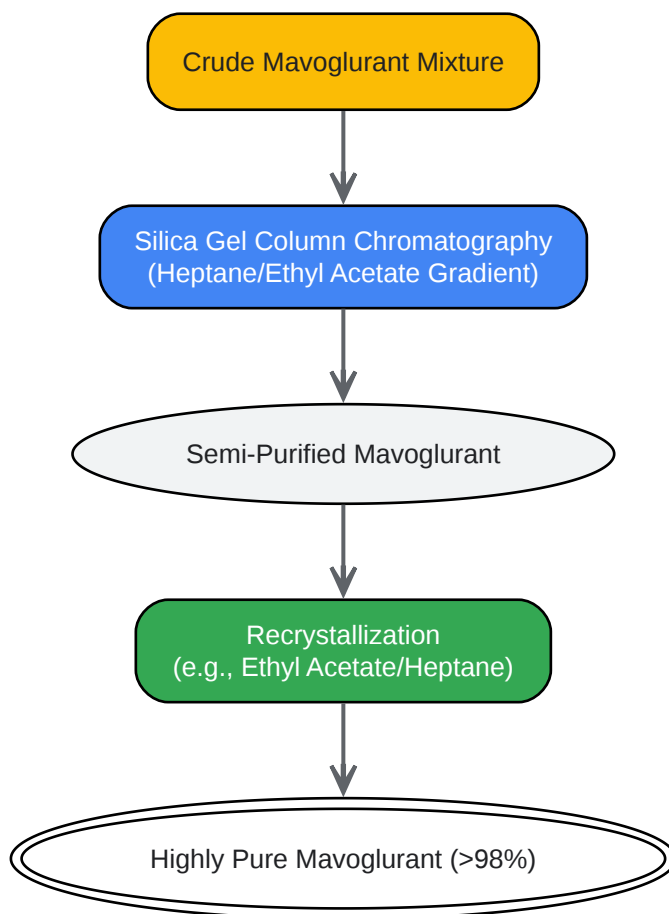 Crude Mavoglurant Mixture
Silica Gel Column Chromatography
(Heptane/Ethyl Acetate Gradient)
Semi-Purified Mavoglurant
Recrystallization
(e.g., Ethyl Acetate/Heptane)
Highly Pure Mavoglurant (>98%)